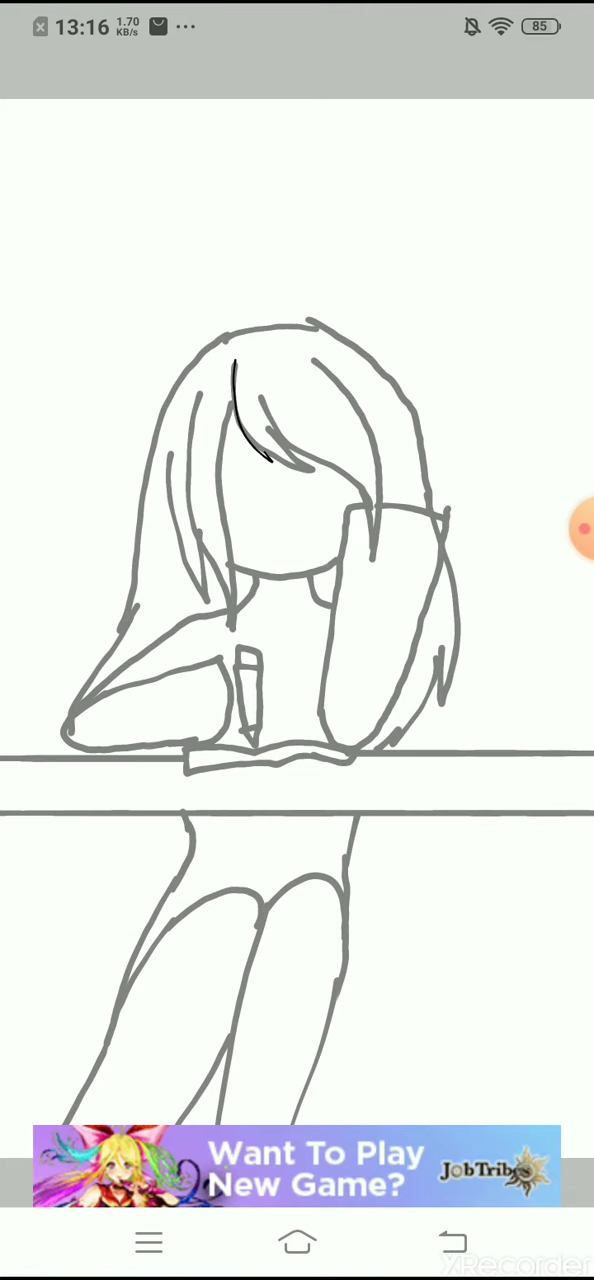 13:16 1.70 KB/s ... 85
Want To Play
New Game?
JobTribes
XRecorder